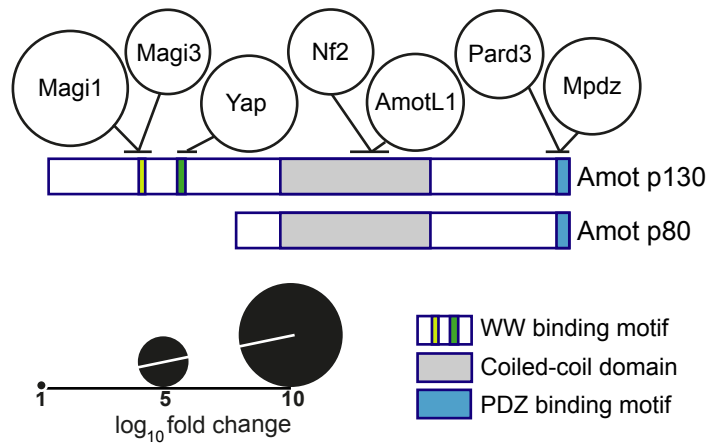 Magi1
Magi3
Yap
Nf2
AmotL1
Pard3
Mpdz
Amot p130
Amot p80
1
5
10
log10 fold change
WW binding motif
Coiled-coil domain
PDZ binding motif